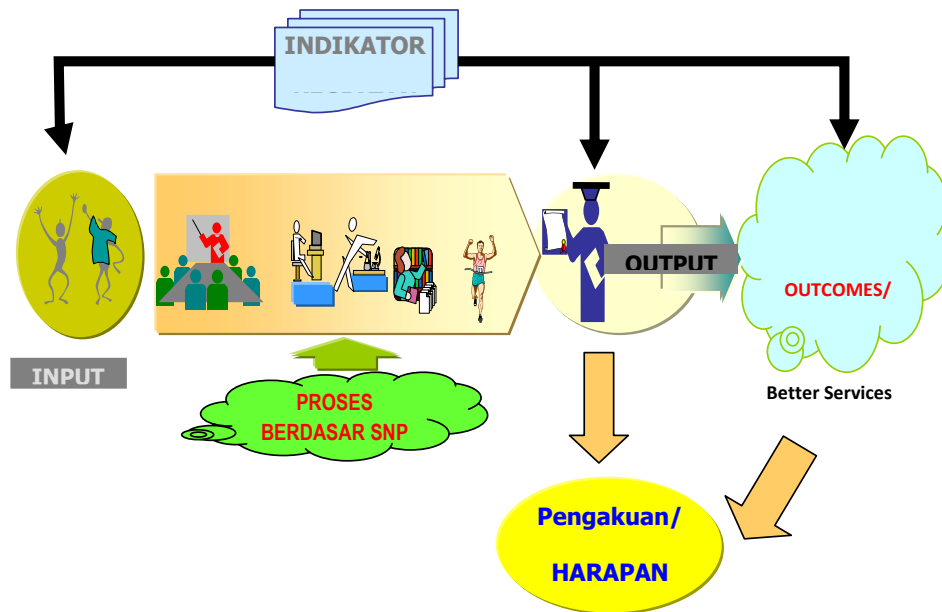 INDIKATOR
INPUT
PROSES
BERDASAR SNP
OUTPUT
OUTCOMES/
Better Services
Pengakuan/
HARAPAN